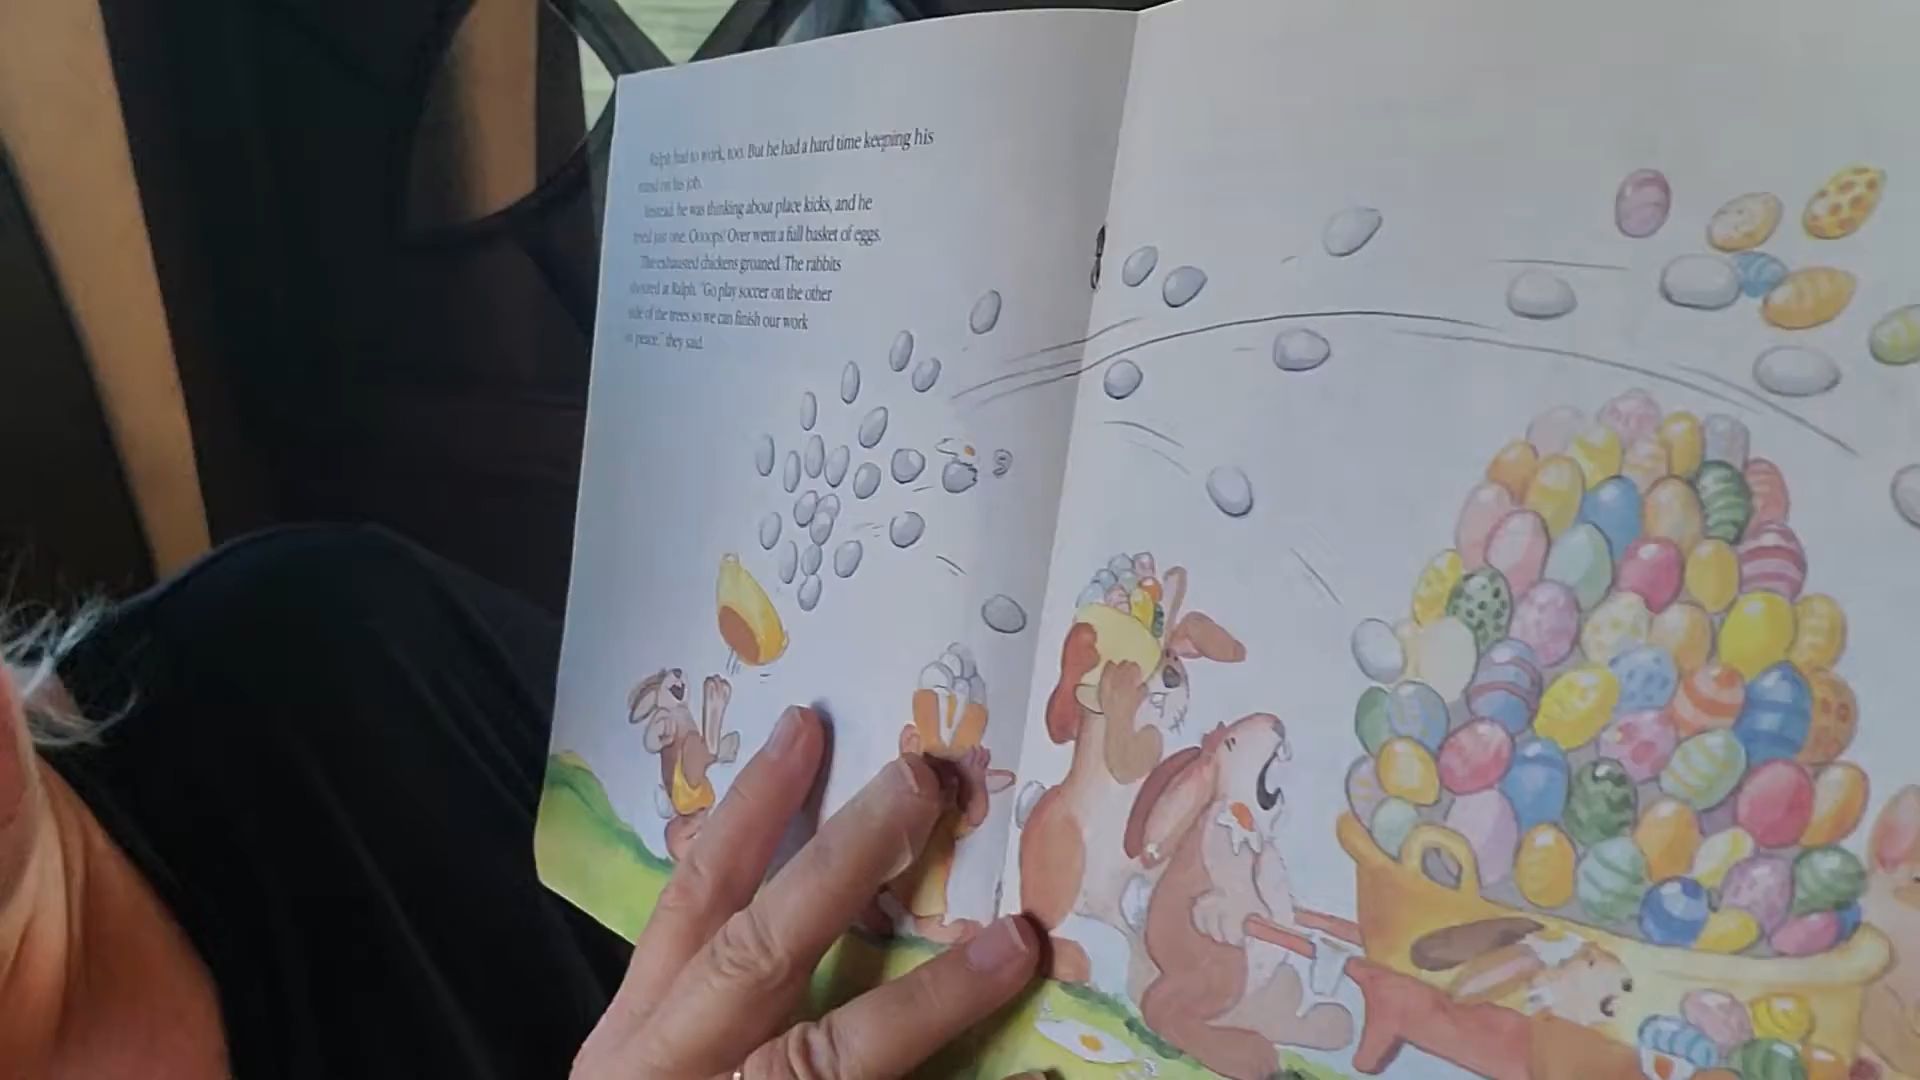 Ralph had to work, too. But he had a hard time keeping his
mind on his job.
Instead, he was thinking about place kicks, and he
tried just one. Oooops! Over went a full basket of eggs.
The exhausted chickens groaned. The rabbits
shouted at Ralph. "Go play soccer on the other
side of the trees so we can finish our work
in peace," they said.